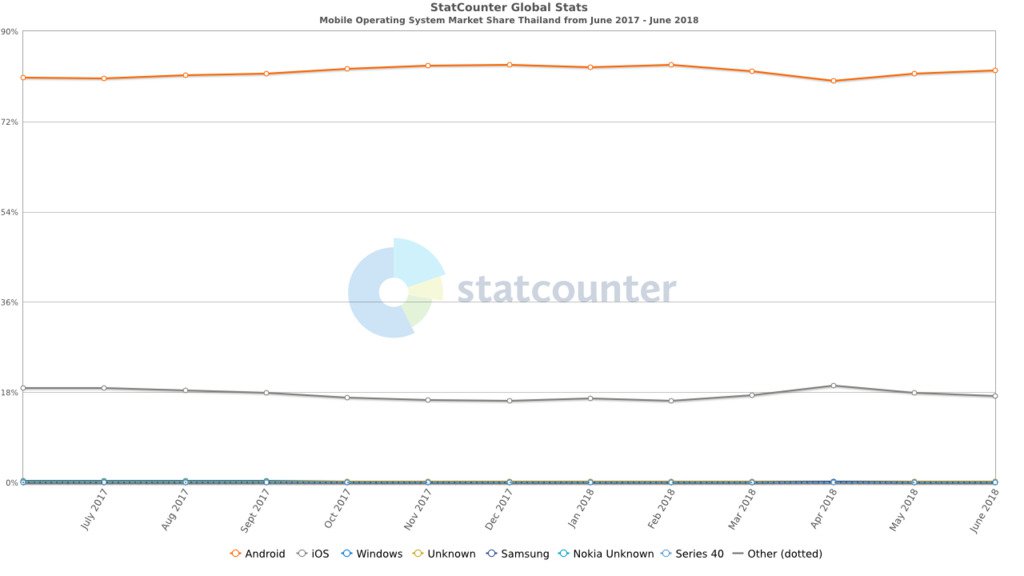 StatCounter Global Stats
Mobile Operating System Market Share Thailand from June 2017 - June 2018
90%
72%
54%
36%
18%
0%
statcounter
July 2017
Aug 2017
Sept 2017
Oct 2017
Nov 2017
Dec 2017
Jan 2018
Feb 2018
Mar 2018
Apr 2018
May 2018
June 2018
Android iOS Windows Unknown Samsung Nokia Unknown Series 40 Other (dotted)